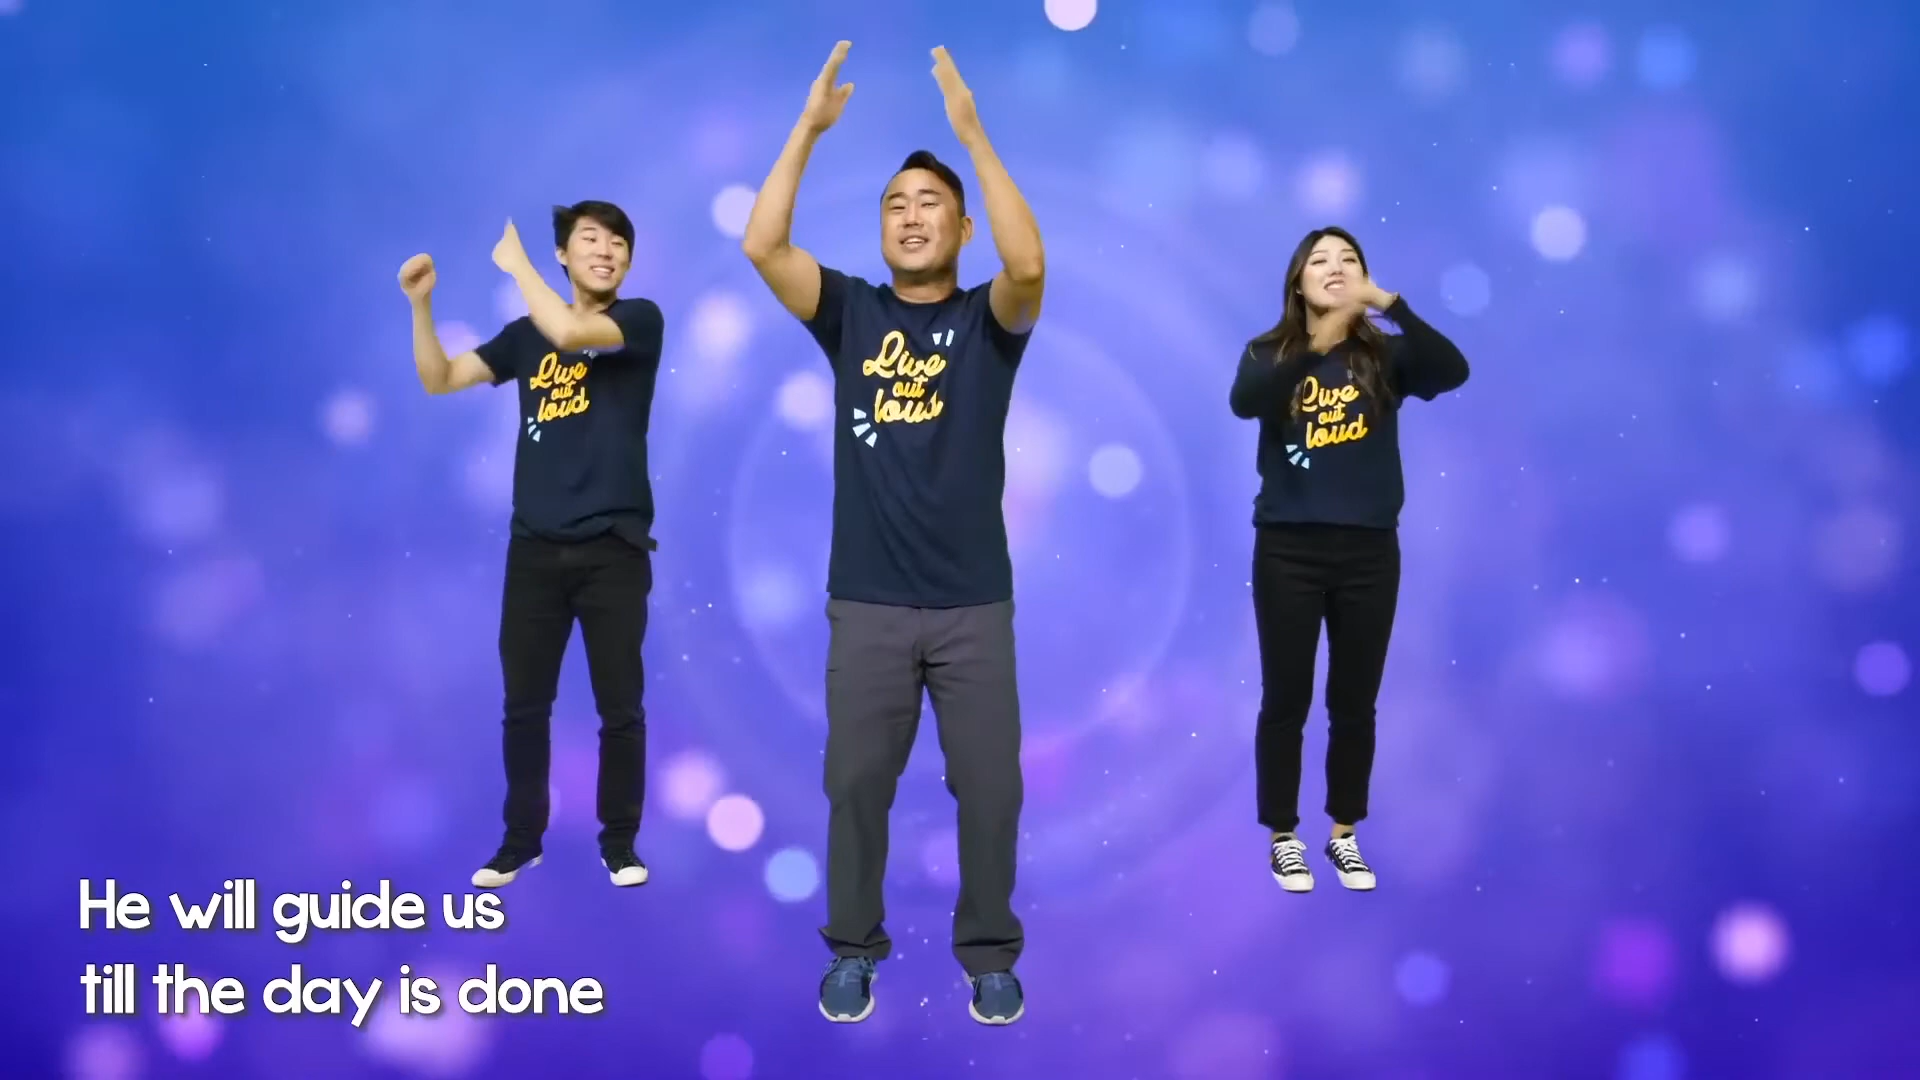 Live
out
loud
Live
out
loud
Live
out
loud
He will guide us
till the day is done